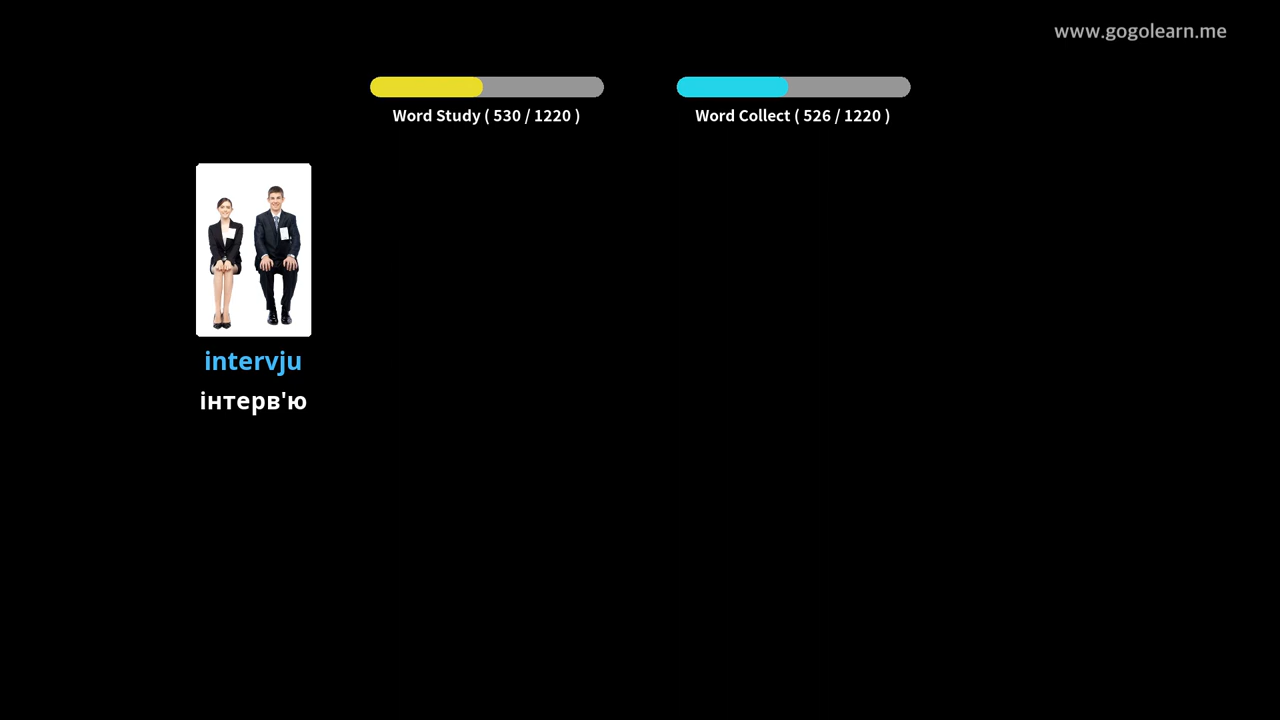 www.gogolearn.me
Word Study ( 530 / 1220 )
Word Collect ( 526 / 1220 )
intervju
інтерв'ю